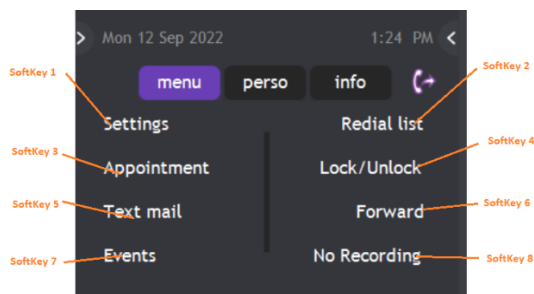 Mon 12 Sep 2022 1:24 PM
menu perso info
SoftKey 1 SoftKey 2
Settings Redial list
SoftKey 3 SoftKey 4
Appointment Lock/Unlock
SoftKey 5 SoftKey 6
Text mail Forward
SoftKey 7 SoftKey 8
Events No Recording